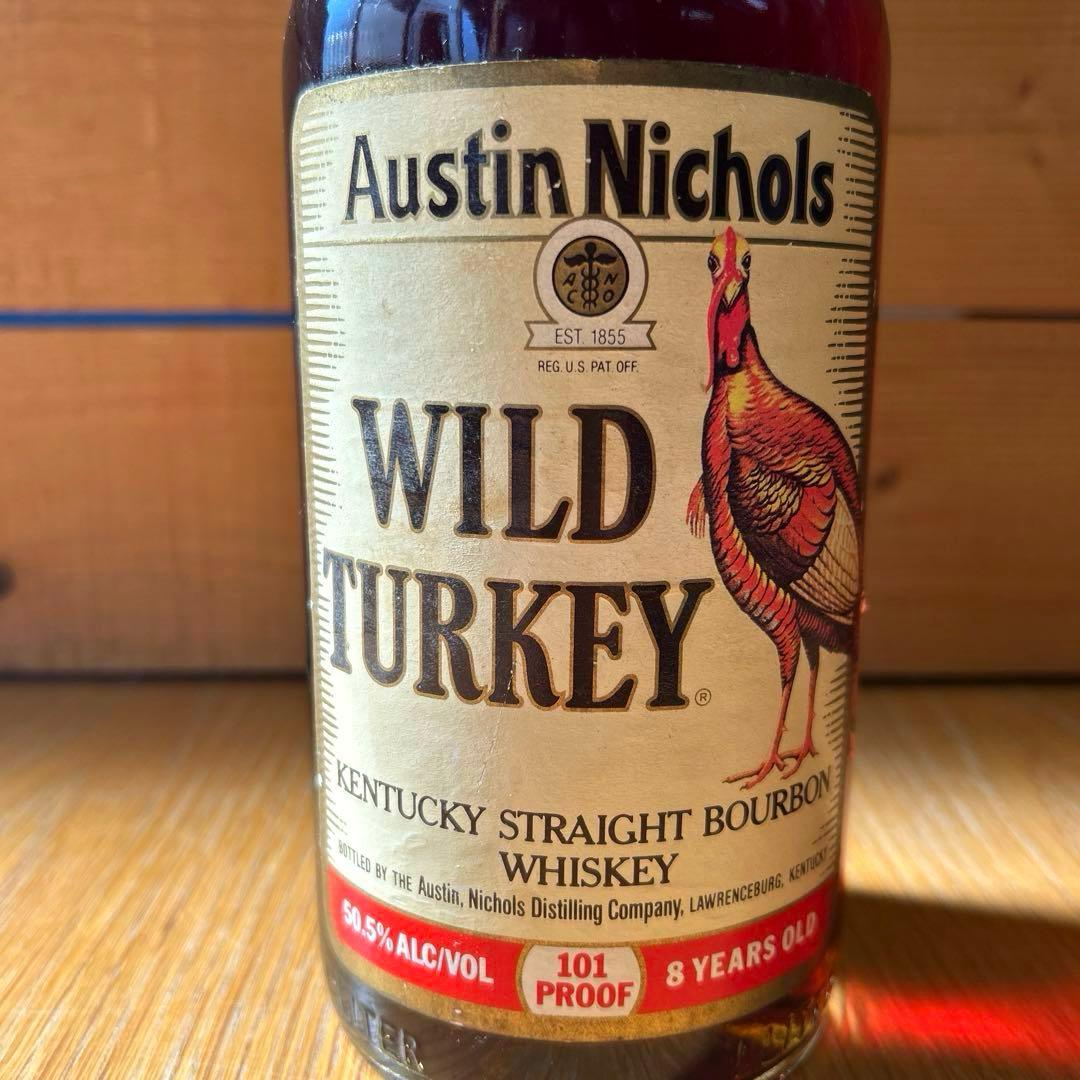 Austin Nichols
A N
C O
EST. 1855
REG. U.S. PAT. OFF.
WILD
TURKEY®
KENTUCKY STRAIGHT BOURBON
WHISKEY
BOTTLED BY THE Austin, Nichols Distilling Company, LAWRENCEBURG, KENTUCKY
50.5% ALC/VOL
101
PROOF
8 YEARS OLD